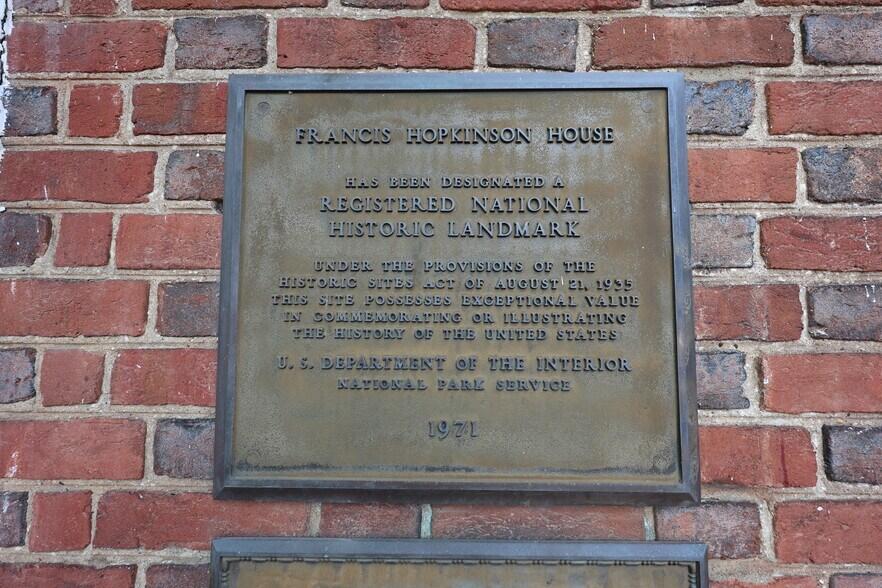 FRANCIS HOPKINSON HOUSE
HAS BEEN DESIGNATED A
REGISTERED NATIONAL
HISTORIC LANDMARK
UNDER THE PROVISIONS OF THE
HISTORIC SITES ACT OF AUGUST 21, 1935
THIS SITE POSSESSES EXCEPTIONAL VALUE
IN COMMEMORATING OR ILLUSTRATING
THE HISTORY OF THE UNITED STATES
U. S. DEPARTMENT OF THE INTERIOR
NATIONAL PARK SERVICE
1971